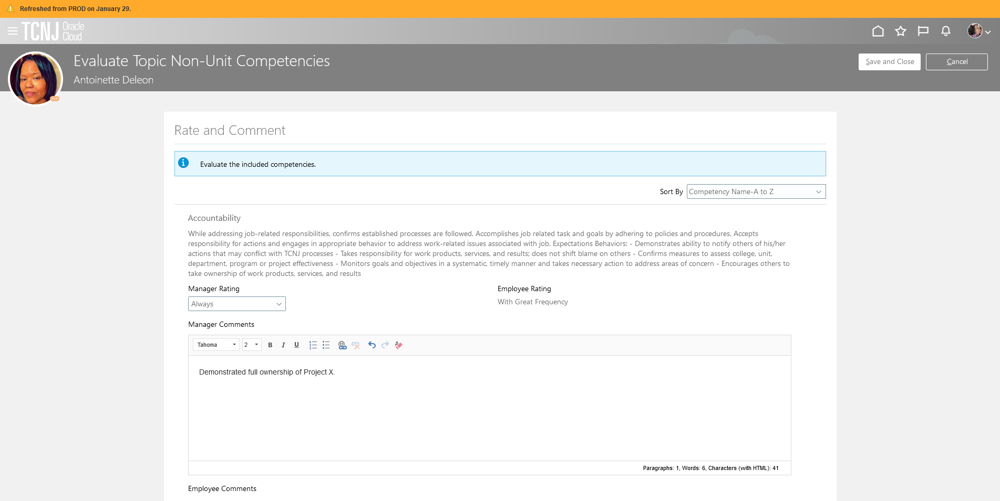 Refreshed from PROD on January 29.
TCNJ Oracle Cloud
Evaluate Topic Non-Unit Competencies
Antoinette Deleon
Save and Close
Cancel
Rate and Comment
Evaluate the included competencies.
Sort By Competency Name-A to Z
Accountability
While addressing job-related responsibilities, confirms established processes are followed. Accomplishes job related task and goals by adhering to policies and procedures. Accepts
responsibility for actions and engages in appropriate behavior to address work-related issues associated with job. Expectations Behaviors: - Demonstrates ability to notify others of his/her
actions that may conflict with TCNJ processes - Takes responsibility for work products, services, and results; does not shift blame on others - Confirms measures to assess college, unit,
department, program or project effectiveness - Monitors goals and objectives in a systematic, timely manner and takes necessary action to address areas of concern - Encourages others to
take ownership of work products, services, and results
Manager Rating
Always
Employee Rating
With Great Frequency
Manager Comments
Tahoma 2 B I U
Demonstrated full ownership of Project X.
Paragraphs: 1, Words: 6, Characters (with HTML): 41
Employee Comments